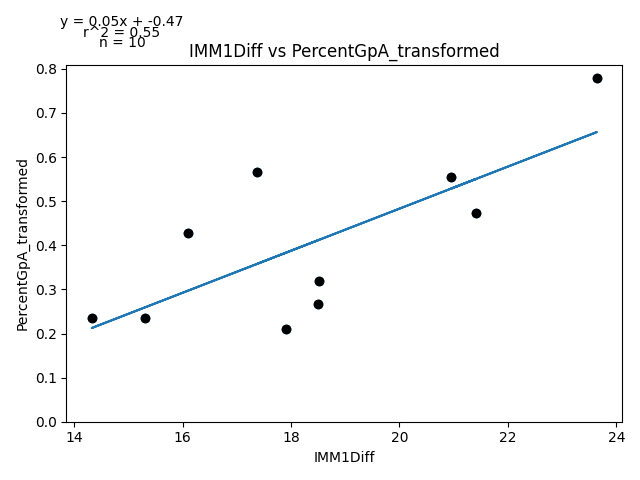 y = 0.05x + -0.47
r^2 = 0.55
n = 10
IMM1Diff vs PercentGpA_transformed
PercentGpA_transformed
0.8
0.7
0.6
0.5
0.4
0.3
0.2
0.1
0.0
14 16 18 20 22 24
IMM1Diff